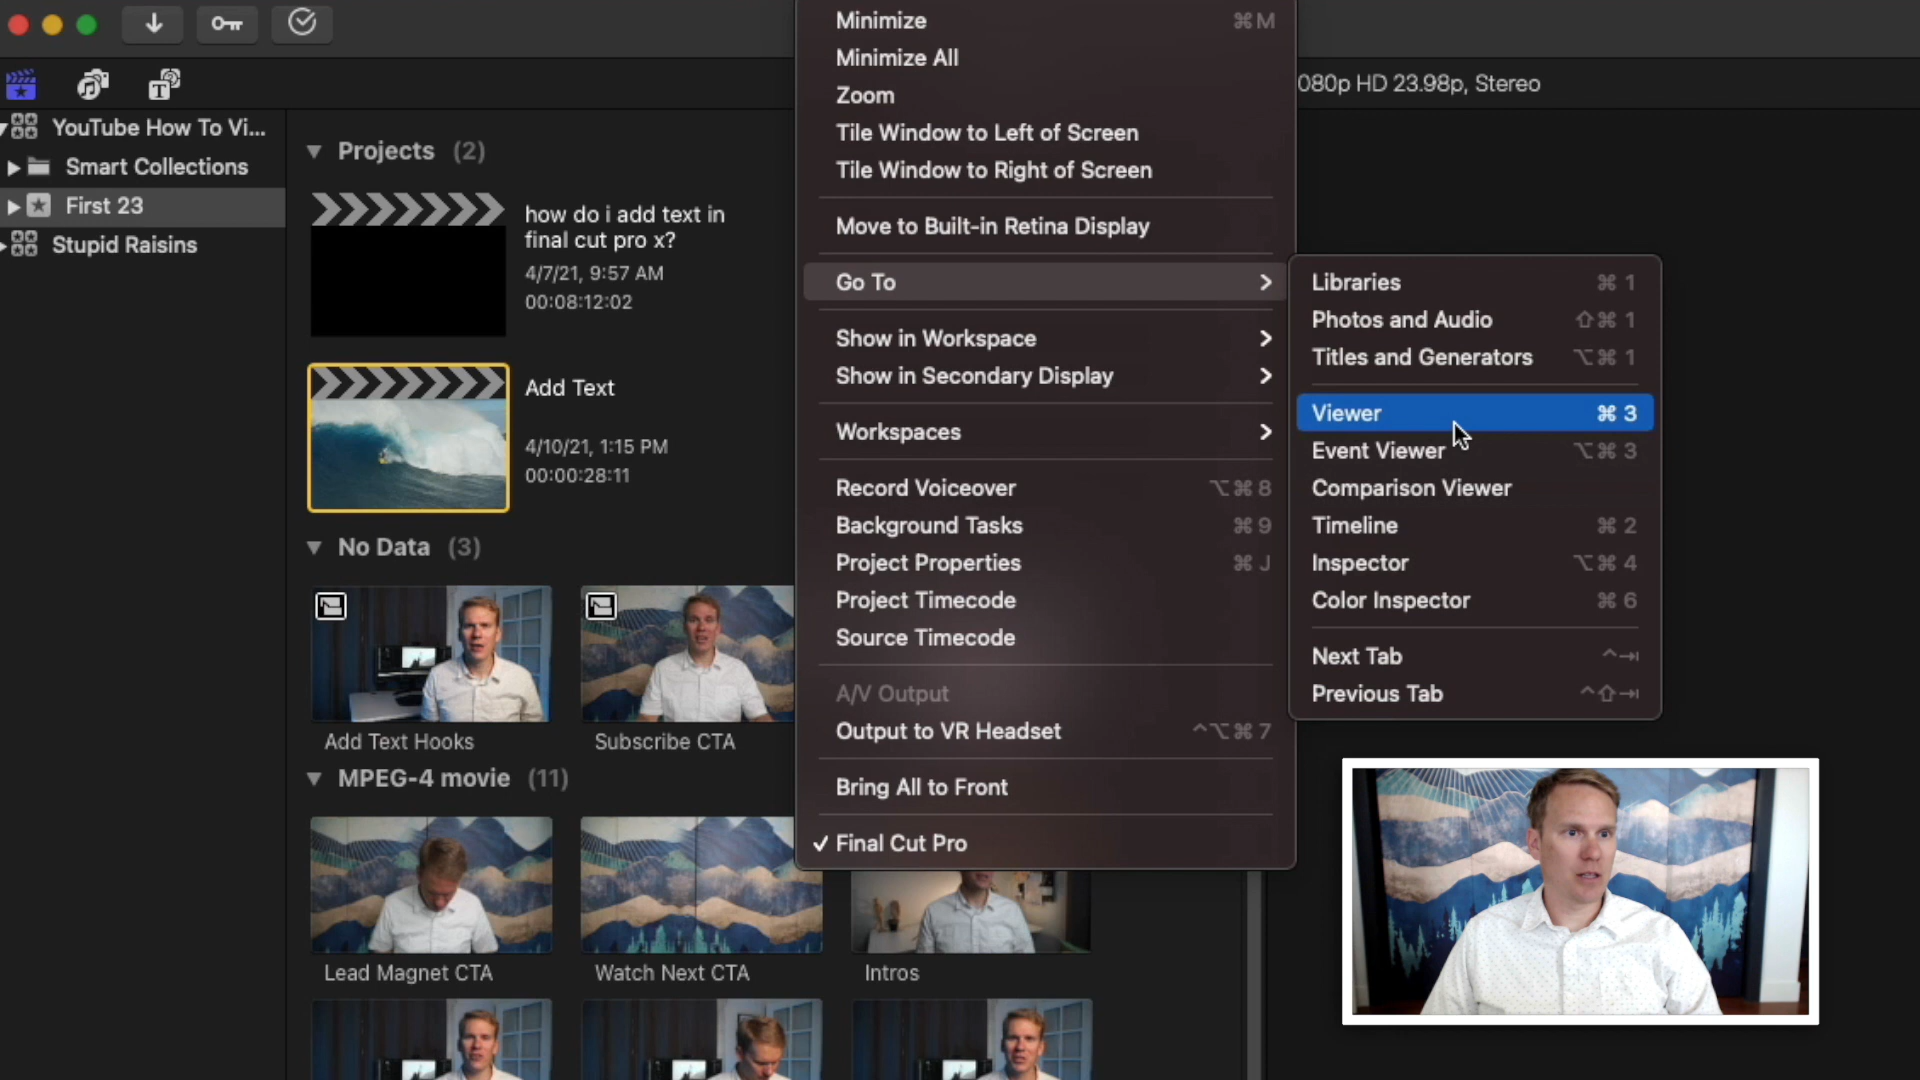 080p HD 23.98p, Stereo
YouTube How To Vi...
Smart Collections
First 23
Stupid Raisins
Projects (2)
how do i add text in
final cut pro x?
4/7/21, 9:57 AM
00:08:12:02
Add Text
4/10/21, 1:15 PM
00:00:28:11
No Data (3)
Add Text Hooks
Subscribe CTA
MPEG-4 movie (11)
Lead Magnet CTA
Watch Next CTA
Intros
Minimize ⌘M
Minimize All
Zoom
Tile Window to Left of Screen
Tile Window to Right of Screen
Move to Built-in Retina Display
Go To
Show in Workspace
Show in Secondary Display
Workspaces
Record Voiceover ⌥⌘8
Background Tasks ⌘9
Project Properties ⌘J
Project Timecode
Source Timecode
A/V Output
Output to VR Headset ^⌥⌘7
Bring All to Front
✓ Final Cut Pro
Libraries ⌘1
Photos and Audio ⇧⌘1
Titles and Generators ⌥⌘1
Viewer ⌘3
Event Viewer ⌥⌘3
Comparison Viewer
Timeline ⌘2
Inspector ⌥⌘4
Color Inspector ⌘6
Next Tab ^⇥
Previous Tab ^⇧⇥